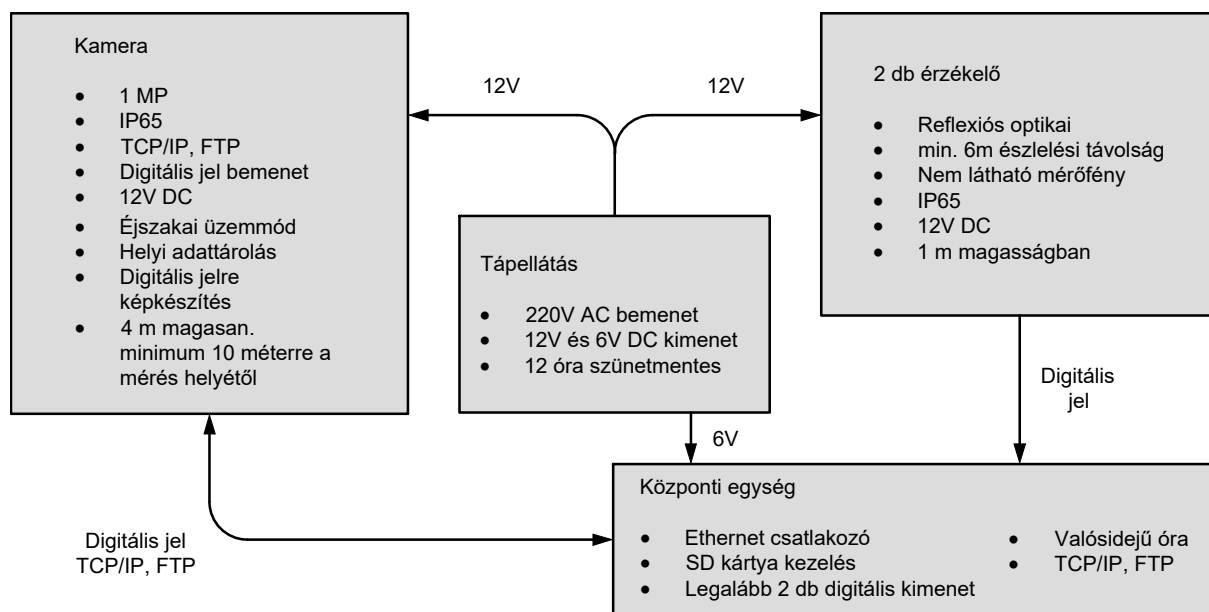 Kamera
1 MP
IP65
TCP/IP, FTP
Digitális jel bemenet
12V DC
Éjszakai üzemmód
Helyi adattárolás
Digitális jelre
képkészítés
4 m magasan.
minimum 10 méterre a
mérés helyétől
12V
12V
2 db érzékelő
Reflexiós optikai
min. 6m észlelési távolság
Nem látható mérőfény
IP65
12V DC
1 m magasságban
Tápellátás
220V AC bemenet
12V és 6V DC kimenet
12 óra szünetmentes
Digitális
jel
6V
Digitális jel
TCP/IP, FTP
Központi egység
Ethernet csatlakozó
SD kártya kezelés
Legalább 2 db digitális kimenet
Valósidejű óra
TCP/IP, FTP